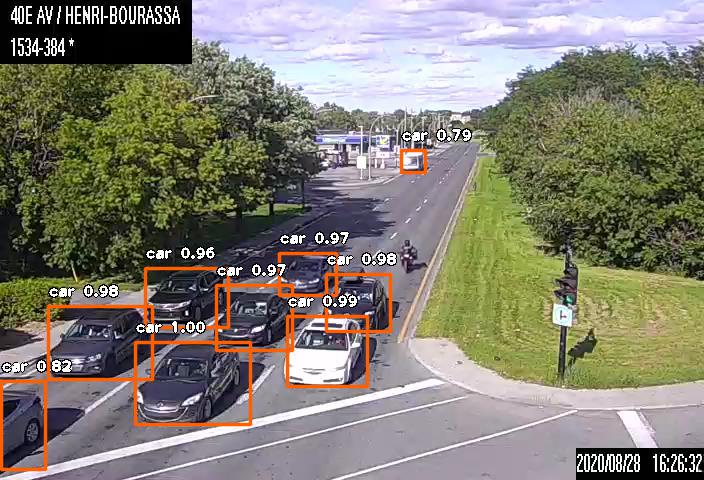 40E AV / HENRI-BOURASSA
1534-384 *
car 0.79
car 0.97
car 0.96
car 0.98
car 0.97
car 0.98
car 0.99
car 1.00
car 0.82
2020/08/28 16:26:32